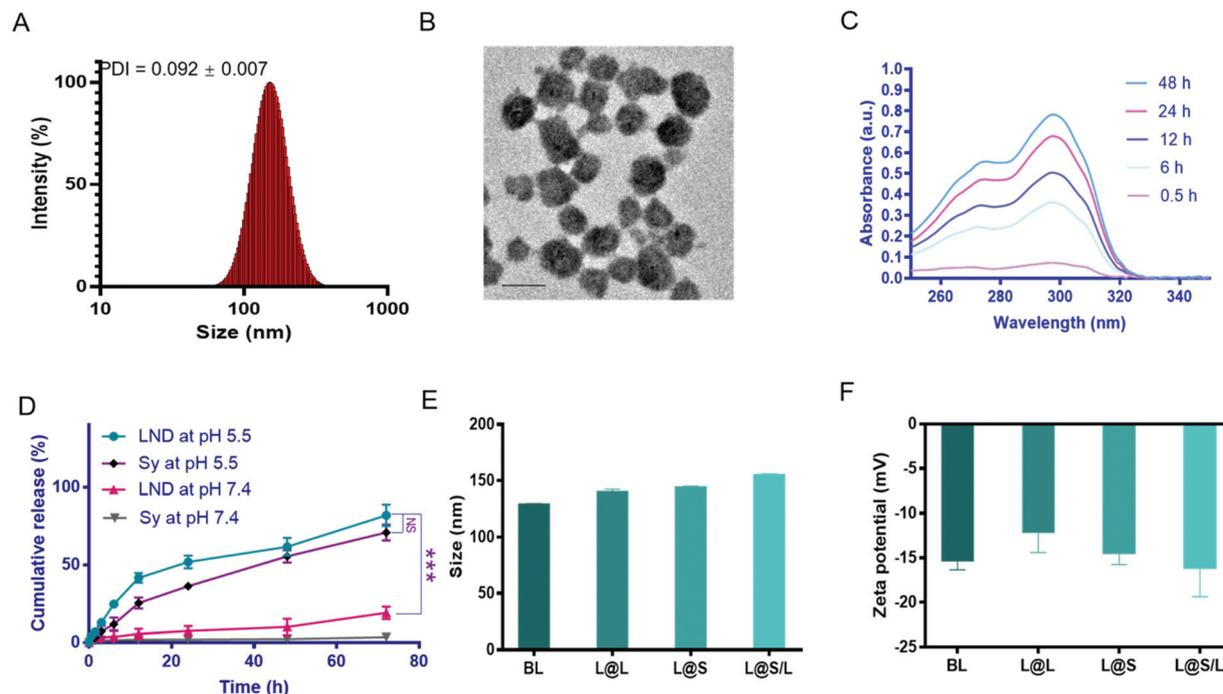 A
PDI = 0.092 ± 0.007
Intensity (%)
100
50
0
10
100
1000
Size (nm)
B
C
Absorbance (a.u.)
1.0
0.9
0.8
0.7
0.6
0.5
0.4
0.3
0.2
0.1
0.0
260
280
300
320
340
Wavelength (nm)
48 h
24 h
12 h
6 h
0.5 h
D
Cumulative release (%)
100
50
0
0
20
40
60
80
Time (h)
LND at pH 5.5
Sy at pH 5.5
LND at pH 7.4
Sy at pH 7.4
NS
***
E
Size (nm)
200
150
100
50
0
BL
L@L
L@S
L@S/L
F
Zeta potential (mV)
0
-5
-10
-15
-20
-25
BL
L@L
L@S
L@S/L